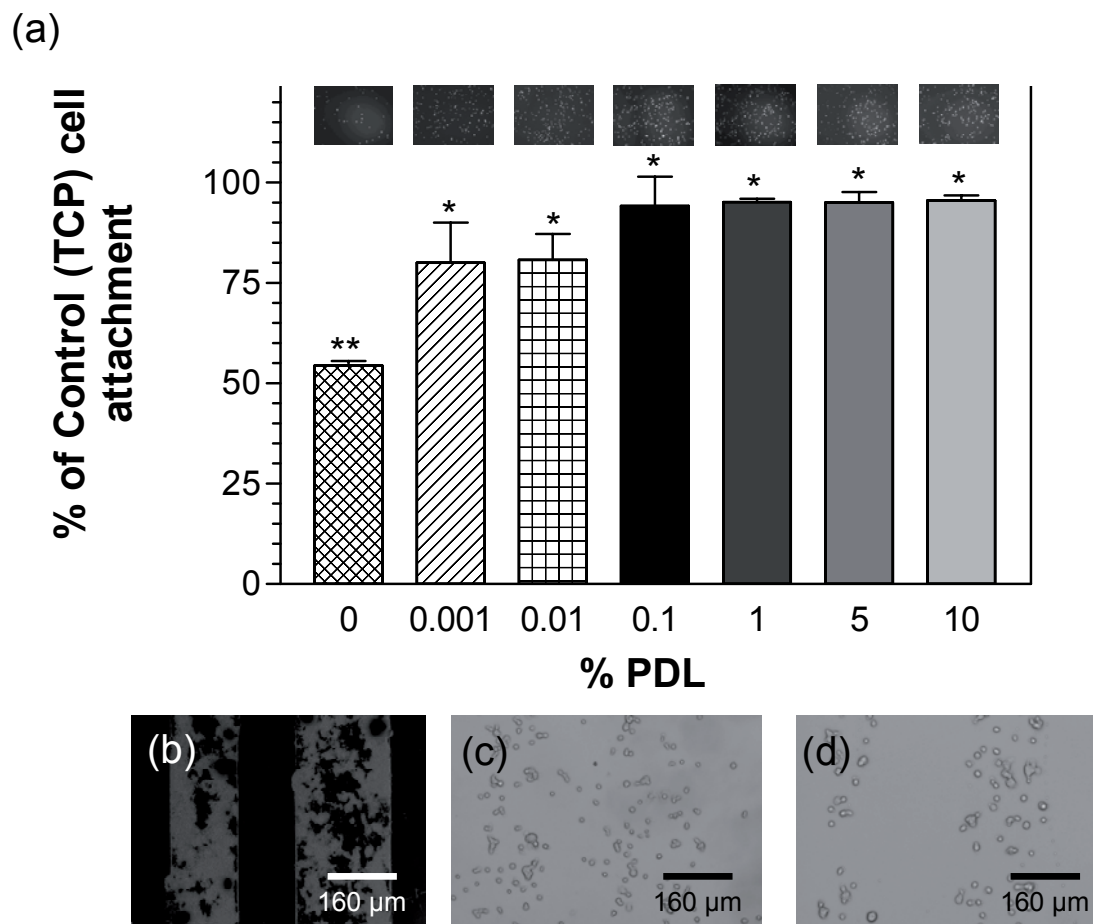 (a)
% of Control (TCP) cell
attachment
100
75
50
25
0
**
*
*
*
*
*
*
0 0.001 0.01 0.1 1 5 10
% PDL
(b)
160 µm
(c)
160 µm
(d)
160 µm